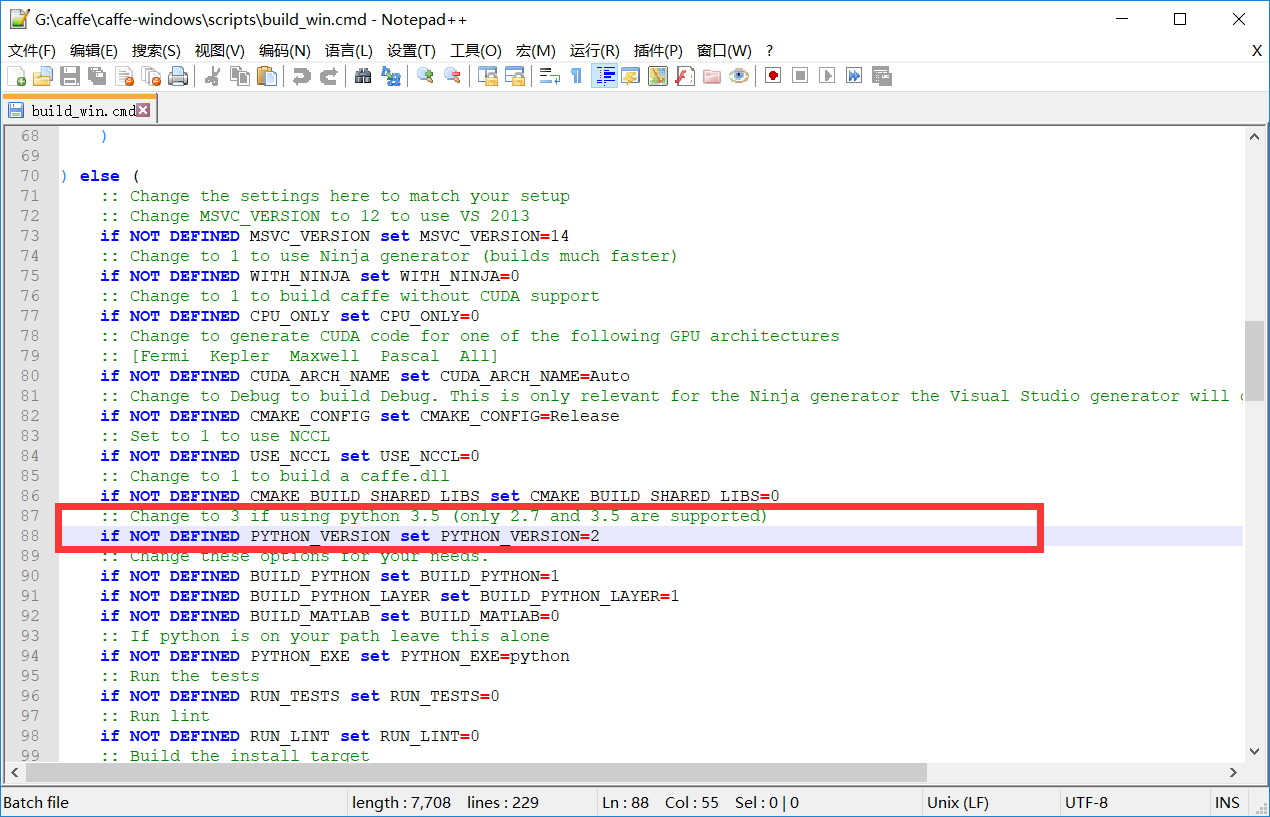 G:\caffe\caffe-windows\scripts\build_win.cmd - Notepad++
文件(F) 编辑(E) 搜索(S) 视图(V) 编码(N) 语言(L) 设置(T) 工具(O) 宏(M) 运行(R) 插件(P) 窗口(W) ? X
build_win.cmd
68 )
69
70 ) else (
71 :: Change the settings here to match your setup
72 :: Change MSVC_VERSION to 12 to use VS 2013
73 if NOT DEFINED MSVC_VERSION set MSVC_VERSION=14
74 :: Change to 1 to use Ninja generator (builds much faster)
75 if NOT DEFINED WITH_NINJA set WITH_NINJA=0
76 :: Change to 1 to build caffe without CUDA support
77 if NOT DEFINED CPU_ONLY set CPU_ONLY=0
78 :: Change to generate CUDA code for one of the following GPU architectures
79 :: [Fermi  Kepler  Maxwell  Pascal  All]
80 if NOT DEFINED CUDA_ARCH_NAME set CUDA_ARCH_NAME=Auto
81 :: Change to Debug to build Debug. This is only relevant for the Ninja generator the Visual Studio generator will
82 if NOT DEFINED CMAKE_CONFIG set CMAKE_CONFIG=Release
83 :: Set to 1 to use NCCL
84 if NOT DEFINED USE_NCCL set USE_NCCL=0
85 :: Change to 1 to build a caffe.dll
86 if NOT DEFINED CMAKE_BUILD_SHARED_LIBS set CMAKE_BUILD_SHARED_LIBS=0
87 :: Change to 3 if using python 3.5 (only 2.7 and 3.5 are supported)
88 if NOT DEFINED PYTHON_VERSION set PYTHON_VERSION=2
89 :: Change these options for your needs.
90 if NOT DEFINED BUILD_PYTHON set BUILD_PYTHON=1
91 if NOT DEFINED BUILD_PYTHON_LAYER set BUILD_PYTHON_LAYER=1
92 if NOT DEFINED BUILD_MATLAB set BUILD_MATLAB=0
93 :: If python is on your path leave this alone
94 if NOT DEFINED PYTHON_EXE set PYTHON_EXE=python
95 :: Run the tests
96 if NOT DEFINED RUN_TESTS set RUN_TESTS=0
97 :: Run lint
98 if NOT DEFINED RUN_LINT set RUN_LINT=0
99 :: Build the install target
Batch file length : 7,708 lines : 229 Ln : 88 Col : 55 Sel : 0 | 0 Unix (LF) UTF-8 INS